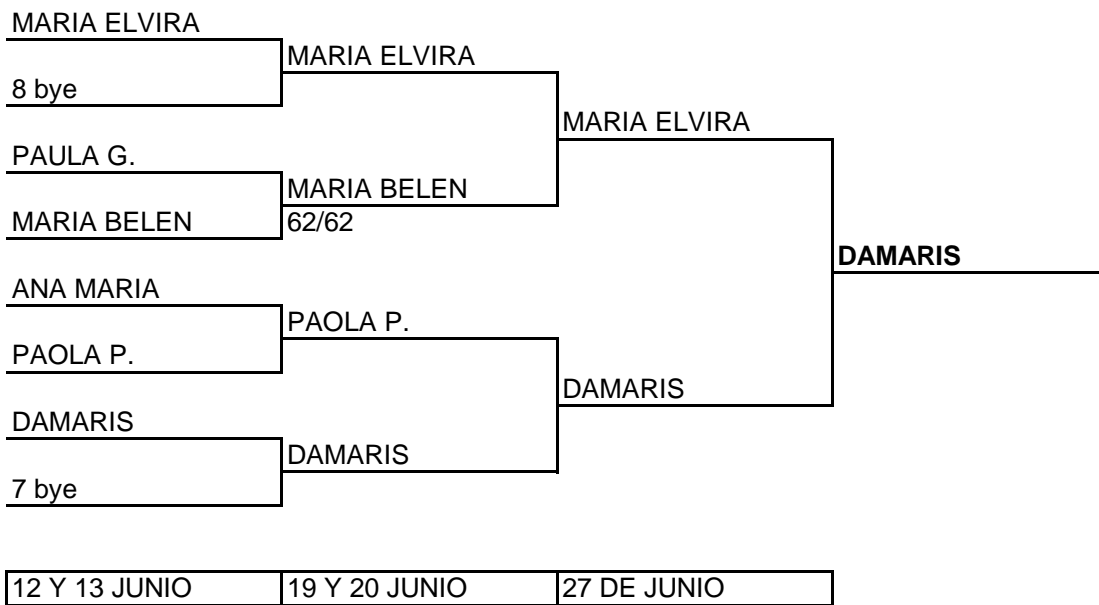 MARIA ELVIRA
MARIA ELVIRA
8 bye
MARIA ELVIRA
PAULA G.
MARIA BELEN
MARIA BELEN
62/62
DAMARIS
ANA MARIA
PAOLA P.
PAOLA P.
DAMARIS
DAMARIS
DAMARIS
7 bye
12 Y 13 JUNIO
19 Y 20 JUNIO
27 DE JUNIO